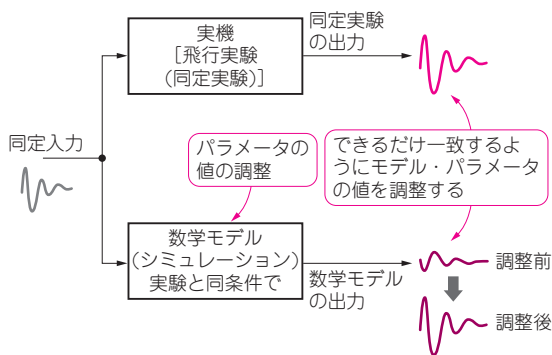 実機
[飛行実験
(同定実験)]
同定実験
の出力
同定入力
パラメータの
値の調整
できるだけ一致するよ
うにモデル・パラメータ
の値を調整する
数学モデル
(シミュレーション)
実験と同条件で
数学モデル
の出力
調整前
調整後